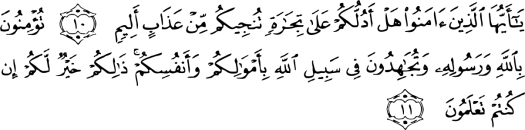 يَٰٓأَيُّهَا ٱلَّذِينَ ءَامَنُوا۟ هَلْ أَدُلُّكُمْ عَلَىٰ تِجَٰرَةٍۢ تُنجِيكُم مِّنْ عَذَابٍ أَلِيمٍۢ ١٠ تُؤْمِنُونَ
بِٱللَّهِ وَرَسُولِهِۦ وَتُجَٰهِدُونَ فِى سَبِيلِ ٱللَّهِ بِأَمْوَٰلِكُمْ وَأَنفُسِكُمْ ۚ ذَٰلِكُمْ خَيْرٌۭ لَّكُمْ إِن
كُنتُمْ تَعْلَمُونَ ١١